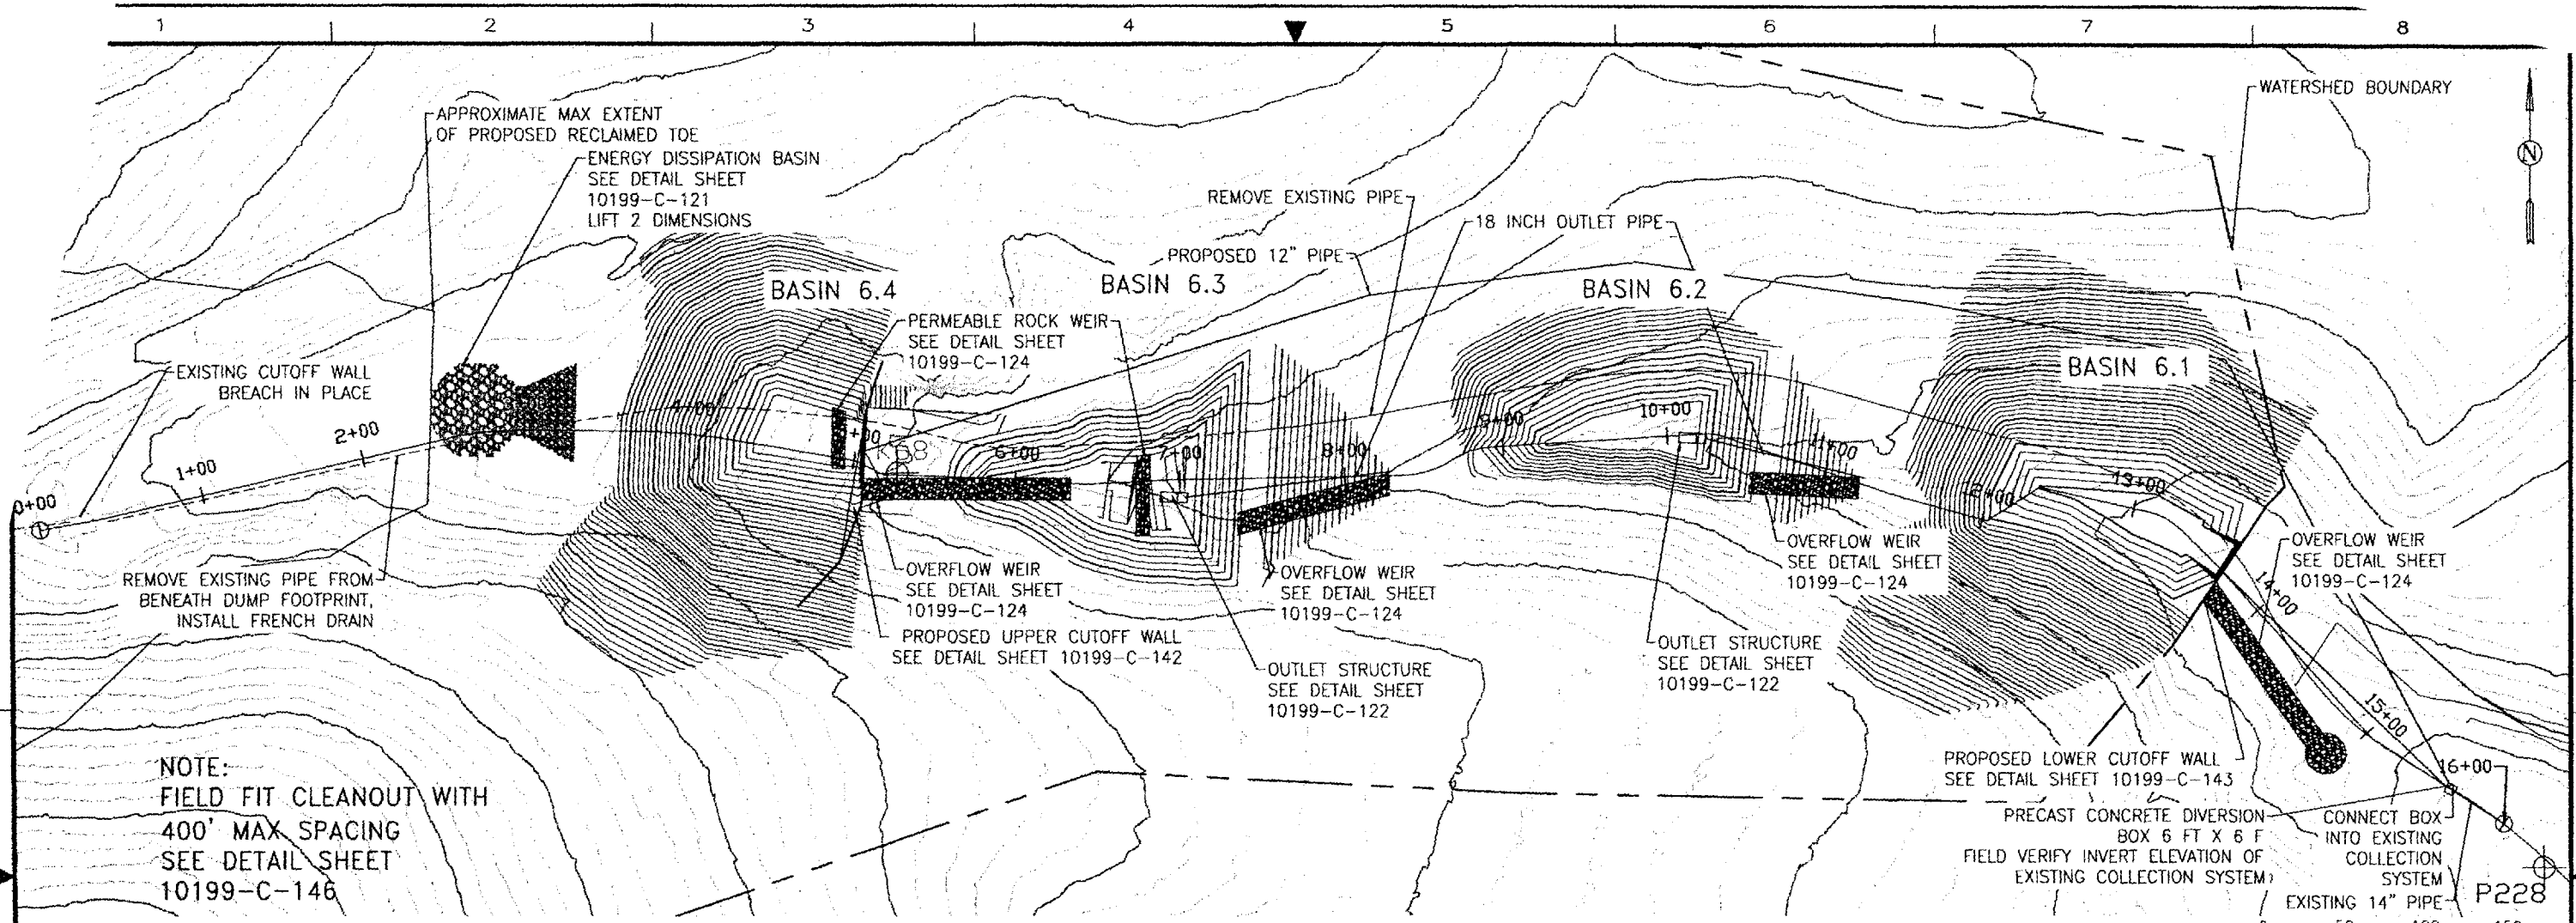 1 2 3 4 5 6 7 8
WATERSHED BOUNDARY
APPROXIMATE MAX EXTENT
OF PROPOSED RECLAIMED TOE
ENERGY DISSIPATION BASIN
SEE DETAIL SHEET
10199-C-121
LIFT 2 DIMENSIONS
REMOVE EXISTING PIPE
18 INCH OUTLET PIPE
PROPOSED 12" PIPE
N
BASIN 6.4
BASIN 6.3
BASIN 6.2
BASIN 6.1
PERMEABLE ROCK WEIR
SEE DETAIL SHEET
10199-C-124
EXISTING CUTOFF WALL
BREACH IN PLACE
0+00
1+00
2+00
4+00
6+00
7+00
8+00
9+00
10+00
11+00
12+00
13+00
14+00
15+00
16+00
REMOVE EXISTING PIPE FROM
BENEATH DUMP FOOTPRINT,
INSTALL FRENCH DRAIN
OVERFLOW WEIR
SEE DETAIL SHEET
10199-C-124
PROPOSED UPPER CUTOFF WALL
SEE DETAIL SHEET 10199-C-142
OVERFLOW WEIR
SEE DETAIL SHEET
10199-C-124
OUTLET STRUCTURE
SEE DETAIL SHEET
10199-C-122
OVERFLOW WEIR
SEE DETAIL SHEET
10199-C-124
OUTLET STRUCTURE
SEE DETAIL SHEET
10199-C-122
OVERFLOW WEIR
SEE DETAIL SHEET
10199-C-124
PROPOSED LOWER CUTOFF WALL
SEE DETAIL SHEET 10199-C-143
PRECAST CONCRETE DIVERSION
BOX 6 FT X 6 F
FIELD VERIFY INVERT ELEVATION OF
EXISTING COLLECTION SYSTEM
CONNECT BOX
INTO EXISTING
COLLECTION
SYSTEM
EXISTING 14" PIPE
P228
NOTE:
FIELD FIT CLEANOUT WITH
400' MAX SPACING
SEE DETAIL SHEET
10199-C-146